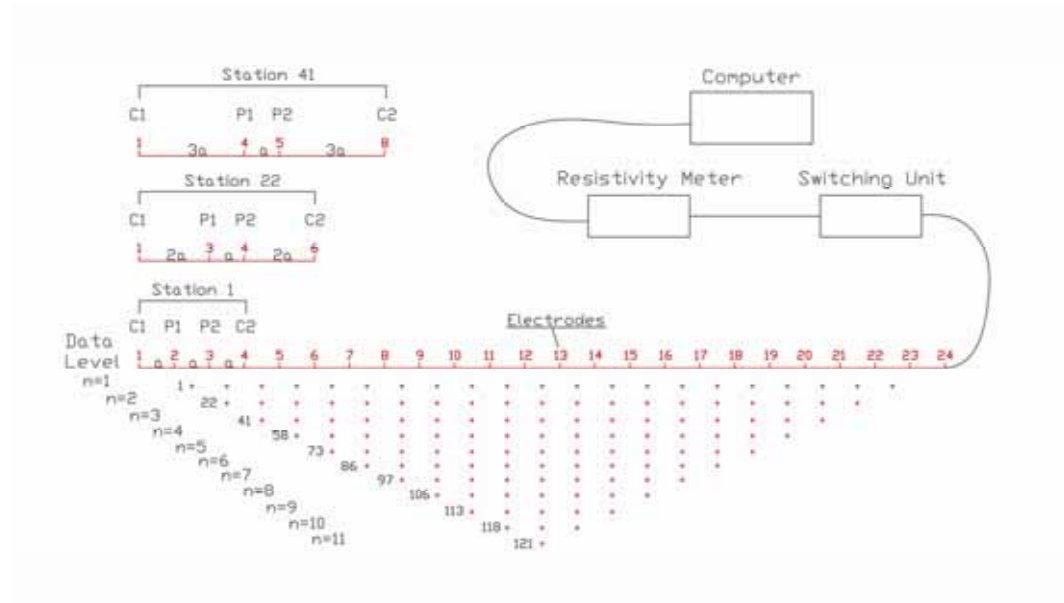 Station 41
C1 P1 P2 C2
1 4 5 8
3a a 3a
Station 22
C1 P1 P2 C2
1 3 4 6
2a a 2a
Station 1
C1 P1 P2 C2
Computer
Resistivity Meter
Switching Unit
Electrodes
Data
Level
1 2 3 4 5 6 7 8 9 10 11 12 13 14 15 16 17 18 19 20 21 22 23 24
a a a
n=1 1
n=2 22
n=3 41
n=4 58
n=5 73
n=6 86
n=7 97
n=8 106
n=9 113
n=10 118
n=11 121